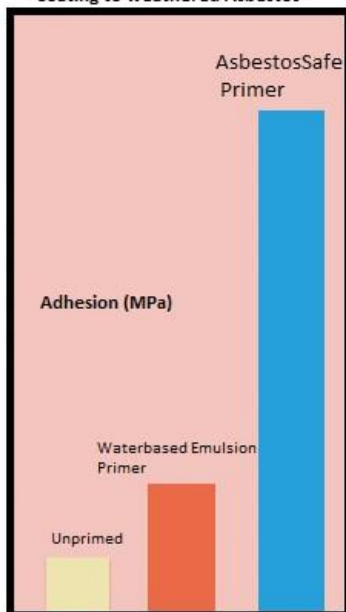 Coating to Weathered Asbestos
AsbestosSafe
Primer
Adhesion (MPa)
Waterbased Emulsion
Primer
Unprimed